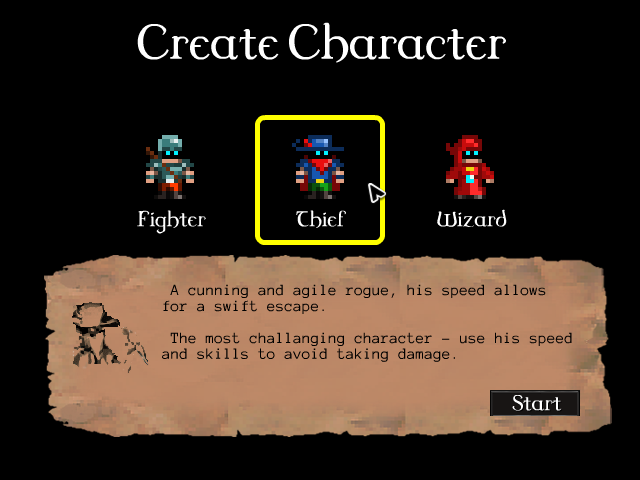 Create Character
Fighter
Thief
Wizard
A cunning and agile rogue, his speed allows
for a swift escape.
The most challanging character - use his speed
and skills to avoid taking damage.
Start